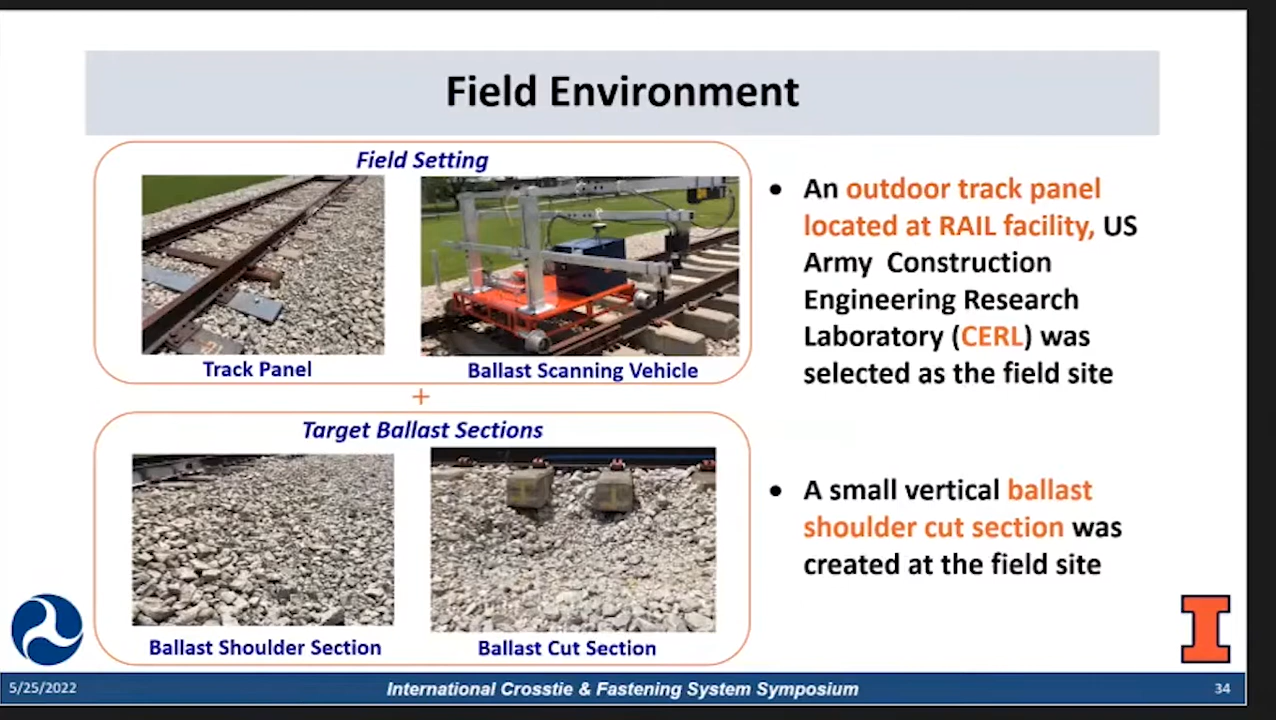 Field Environment
Field Setting
Track Panel
Ballast Scanning Vehicle
+
Target Ballast Sections
Ballast Shoulder Section
Ballast Cut Section
• An outdoor track panel
located at RAIL facility, US
Army Construction
Engineering Research
Laboratory (CERL) was
selected as the field site
• A small vertical ballast
shoulder cut section was
created at the field site
I
5/25/2022
International Crosstie & Fastening System Symposium
34